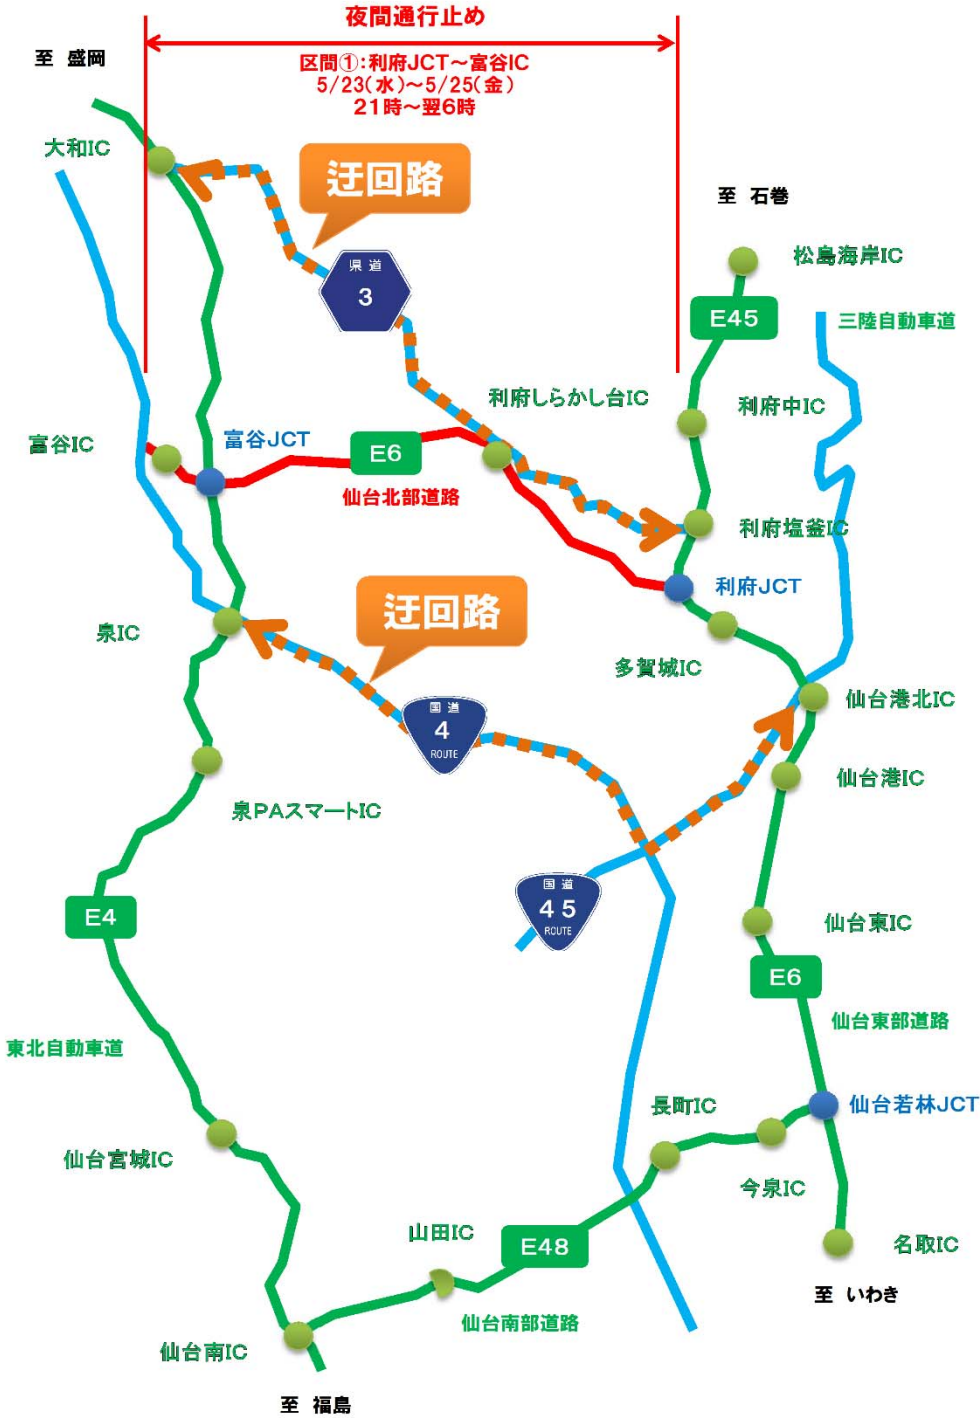 夜間通行止め
至 盛岡
区間①：利府JCT～富谷IC
5/23(水)～5/25(金)
21時～翌6時
大和IC
迂回路
至 石巻
県道
3
松島海岸IC
E45
三陸自動車道
利府しらかし台IC
利府中IC
富谷IC
富谷JCT
E6
仙台北部道路
利府塩釜IC
利府JCT
迂回路
泉IC
多賀城IC
国道
4
ROUTE
仙台港北IC
仙台港IC
泉PAスマートIC
国道
45
ROUTE
E4
仙台東IC
E6
仙台東部道路
東北自動車道
長町IC
仙台若林JCT
仙台宮城IC
今泉IC
山田IC
E48
名取IC
至 いわき
仙台南部道路
仙台南IC
至 福島